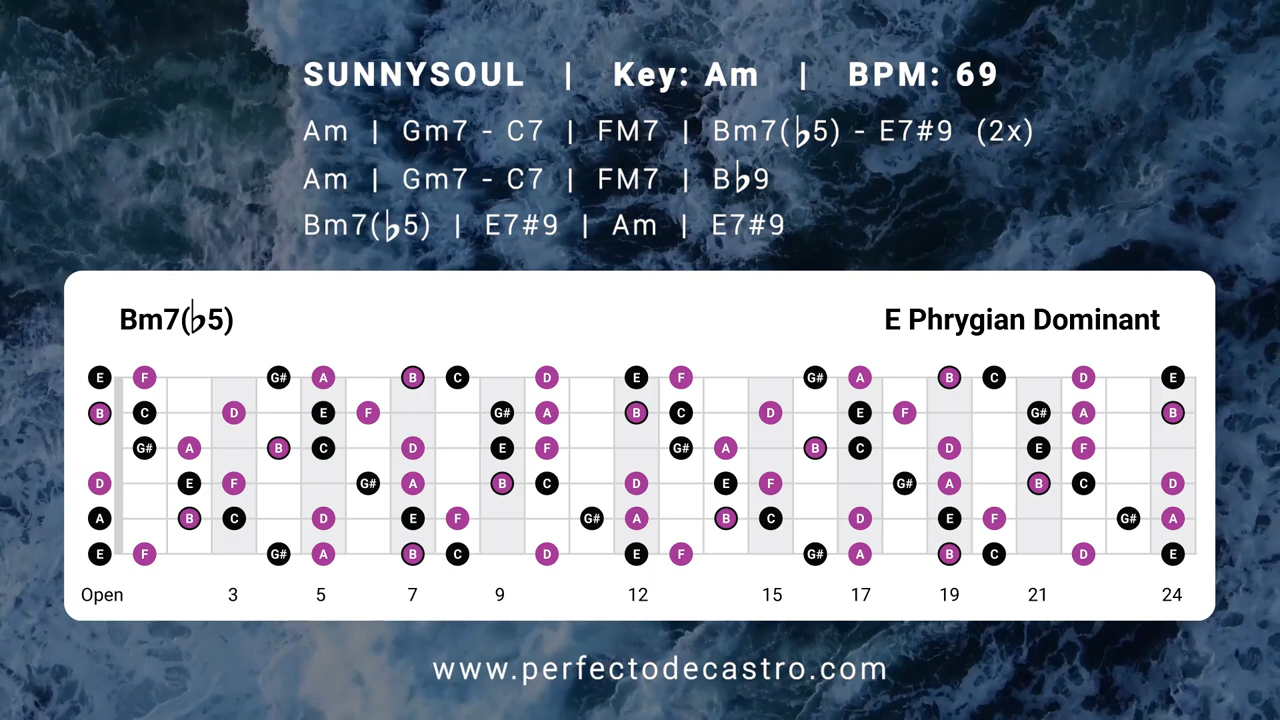 SUNNYSOUL | Key: Am | BPM: 69
Am | Gm7 - C7 | FM7 | Bm7(♭5) - E7#9 (2x)
Am | Gm7 - C7 | FM7 | B♭9
Bm7(♭5) | E7#9 | Am | E7#9
Bm7(♭5) E Phrygian Dominant
E F G# A B C D E F G# A B C D E
B C D E F G# A B C D E F G# A B
G# A B C D E F G# A B C D E F
D E F G# A B C D E F G# A B C D
A B C D E F G# A B C D E F G# A
E F G# A B C D E F G# A B C D E
Open 3 5 7 9 12 15 17 19 21 24
www.perfectodecastro.com